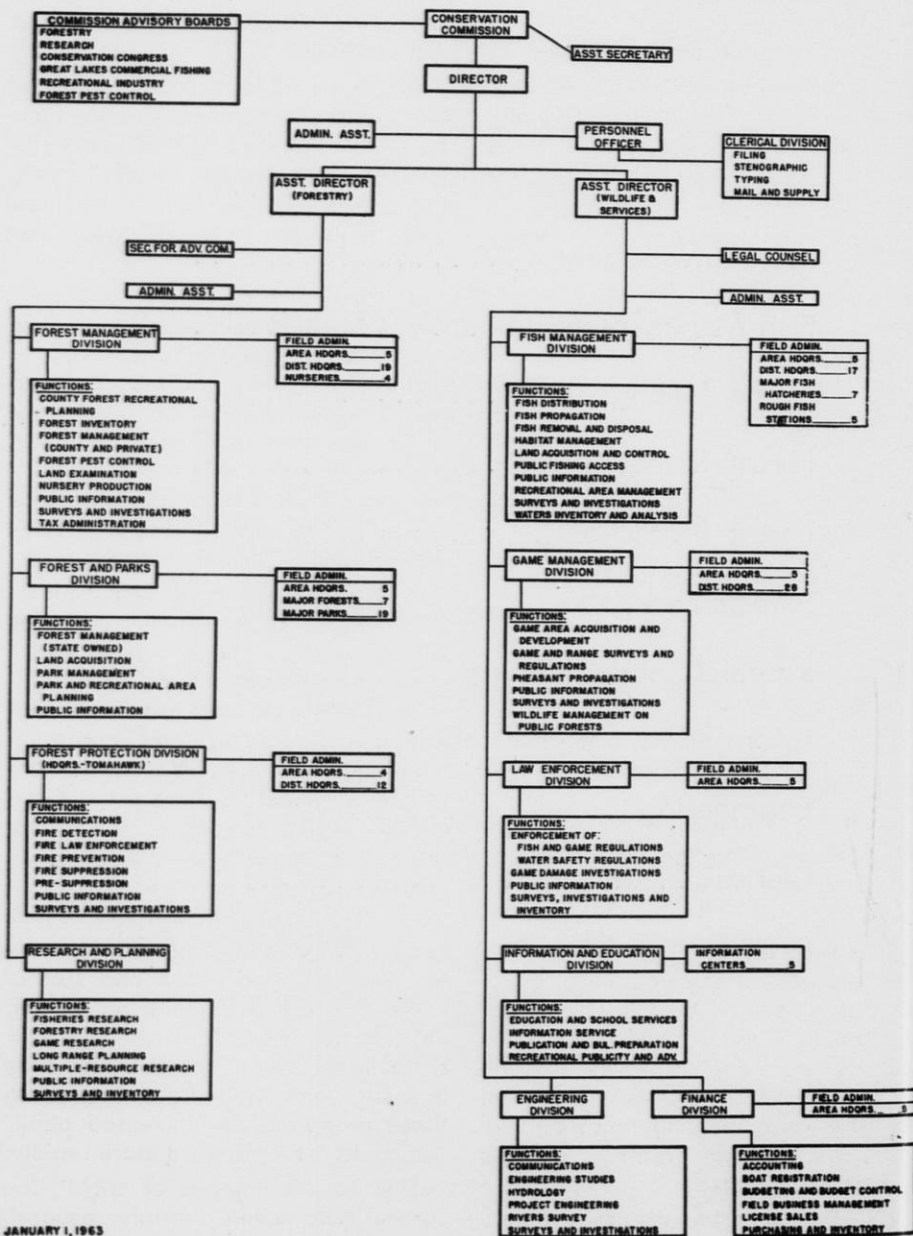 COMMISSION ADVISORY BOARDS
FORESTRY
RESEARCH
CONSERVATION CONGRESS
GREAT LAKES COMMERCIAL FISHING
RECREATIONAL INDUSTRY
FOREST PEST CONTROL
CONSERVATION
COMMISSION
ASST. SECRETARY
DIRECTOR
ADMIN. ASST.
PERSONNEL
OFFICER
CLERICAL DIVISION
FILING
STENOGRAPHIC
TYPING
MAIL AND SUPPLY
ASST. DIRECTOR
(FORESTRY)
ASST. DIRECTOR
(WILDLIFE &
SERVICES)
SEC. FOR ADV. COM.
ADMIN. ASST.
LEGAL COUNSEL
ADMIN. ASST.
FOREST MANAGEMENT
DIVISION
FIELD ADMIN.
AREA HDQRS. 5
DIST. HDQRS. 19
NURSERIES 4
FUNCTIONS:
COUNTY FOREST RECREATIONAL
PLANNING
FOREST INVENTORY
FOREST MANAGEMENT
(COUNTY AND PRIVATE)
FOREST PEST CONTROL
LAND EXAMINATION
NURSERY PRODUCTION
PUBLIC INFORMATION
SURVEYS AND INVESTIGATIONS
TAX ADMINISTRATION
FOREST AND PARKS
DIVISION
FIELD ADMIN.
AREA HDQRS. 5
MAJOR FORESTS 7
MAJOR PARKS 19
FUNCTIONS:
FOREST MANAGEMENT
(STATE OWNED)
LAND ACQUISITION
PARK MANAGEMENT
PARK AND RECREATIONAL AREA
PLANNING
PUBLIC INFORMATION
FOREST PROTECTION DIVISION
(HDQRS.-TOMAHAWK)
FIELD ADMIN.
AREA HDQRS. 4
DIST. HDQRS. 12
FUNCTIONS:
COMMUNICATIONS
FIRE DETECTION
FIRE LAW ENFORCEMENT
FIRE PREVENTION
FIRE SUPPRESSION
PRE-SUPPRESSION
PUBLIC INFORMATION
SURVEYS AND INVESTIGATIONS
RESEARCH AND PLANNING
DIVISION
FUNCTIONS:
FISHERIES RESEARCH
FORESTRY RESEARCH
GAME RESEARCH
LONG RANGE PLANNING
MULTIPLE-RESOURCE RESEARCH
PUBLIC INFORMATION
SURVEYS AND INVENTORY
FISH MANAGEMENT
DIVISION
FIELD ADMIN.
AREA HDQRS. 5
DIST. HDQRS. 17
MAJOR FISH
HATCHERIES 7
ROUGH FISH
STATIONS 5
FUNCTIONS:
FISH DISTRIBUTION
FISH PROPAGATION
FISH REMOVAL AND DISPOSAL
HABITAT MANAGEMENT
LAND ACQUISITION AND CONTROL
PUBLIC FISHING ACCESS
PUBLIC INFORMATION
RECREATIONAL AREA MANAGEMENT
SURVEYS AND INVESTIGATIONS
WATERS INVENTORY AND ANALYSIS
GAME MANAGEMENT
DIVISION
FIELD ADMIN.
AREA HDQRS. 5
DIST. HDQRS.
FUNCTIONS:
GAME AREA ACQUISITION AND
DEVELOPMENT
GAME AND RANGE SURVEYS AND
REGULATIONS
PHEASANT PROPAGATION
PUBLIC INFORMATION
SURVEYS AND INVESTIGATIONS
WILDLIFE MANAGEMENT ON
PUBLIC FORESTS
LAW ENFORCEMENT
DIVISION
FIELD ADMIN.
AREA HDQRS. 5
FUNCTIONS:
ENFORCEMENT OF:
FISH AND GAME REGULATIONS
WATER SAFETY REGULATIONS
GAME DAMAGE INVESTIGATIONS
PUBLIC INFORMATION
SURVEYS, INVESTIGATIONS AND
INVENTORY
INFORMATION AND EDUCATION
DIVISION
INFORMATION
CENTERS 5
FUNCTIONS:
EDUCATION AND SCHOOL SERVICES
INFORMATION SERVICE
PUBLICATION AND BUL. PREPARATION
RECREATIONAL PUBLICITY AND ADV.
ENGINEERING
DIVISION
FINANCE
DIVISION
FIELD ADMIN.
AREA HDQRS. 5
FUNCTIONS:
COMMUNICATIONS
ENGINEERING STUDIES
HYDROLOGY
PROJECT ENGINEERING
RIVERS SURVEY
SURVEYS AND INVESTIGATIONS
FUNCTIONS:
ACCOUNTING
BOAT REGISTRATION
BUDGETING AND BUDGET CONTROL
FIELD BUSINESS MANAGEMENT
LICENSE SALES
PURCHASING AND INVENTORY
JANUARY 1, 1963